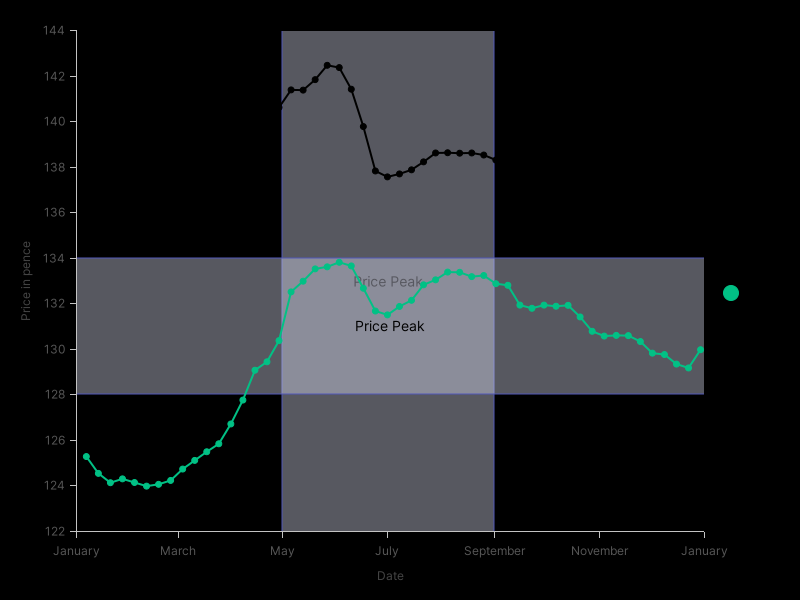 144
142
140
138
136
134
132
130
128
126
124
122
Price in pence
Price Peak
Price Peak
January March May July September November January
Date